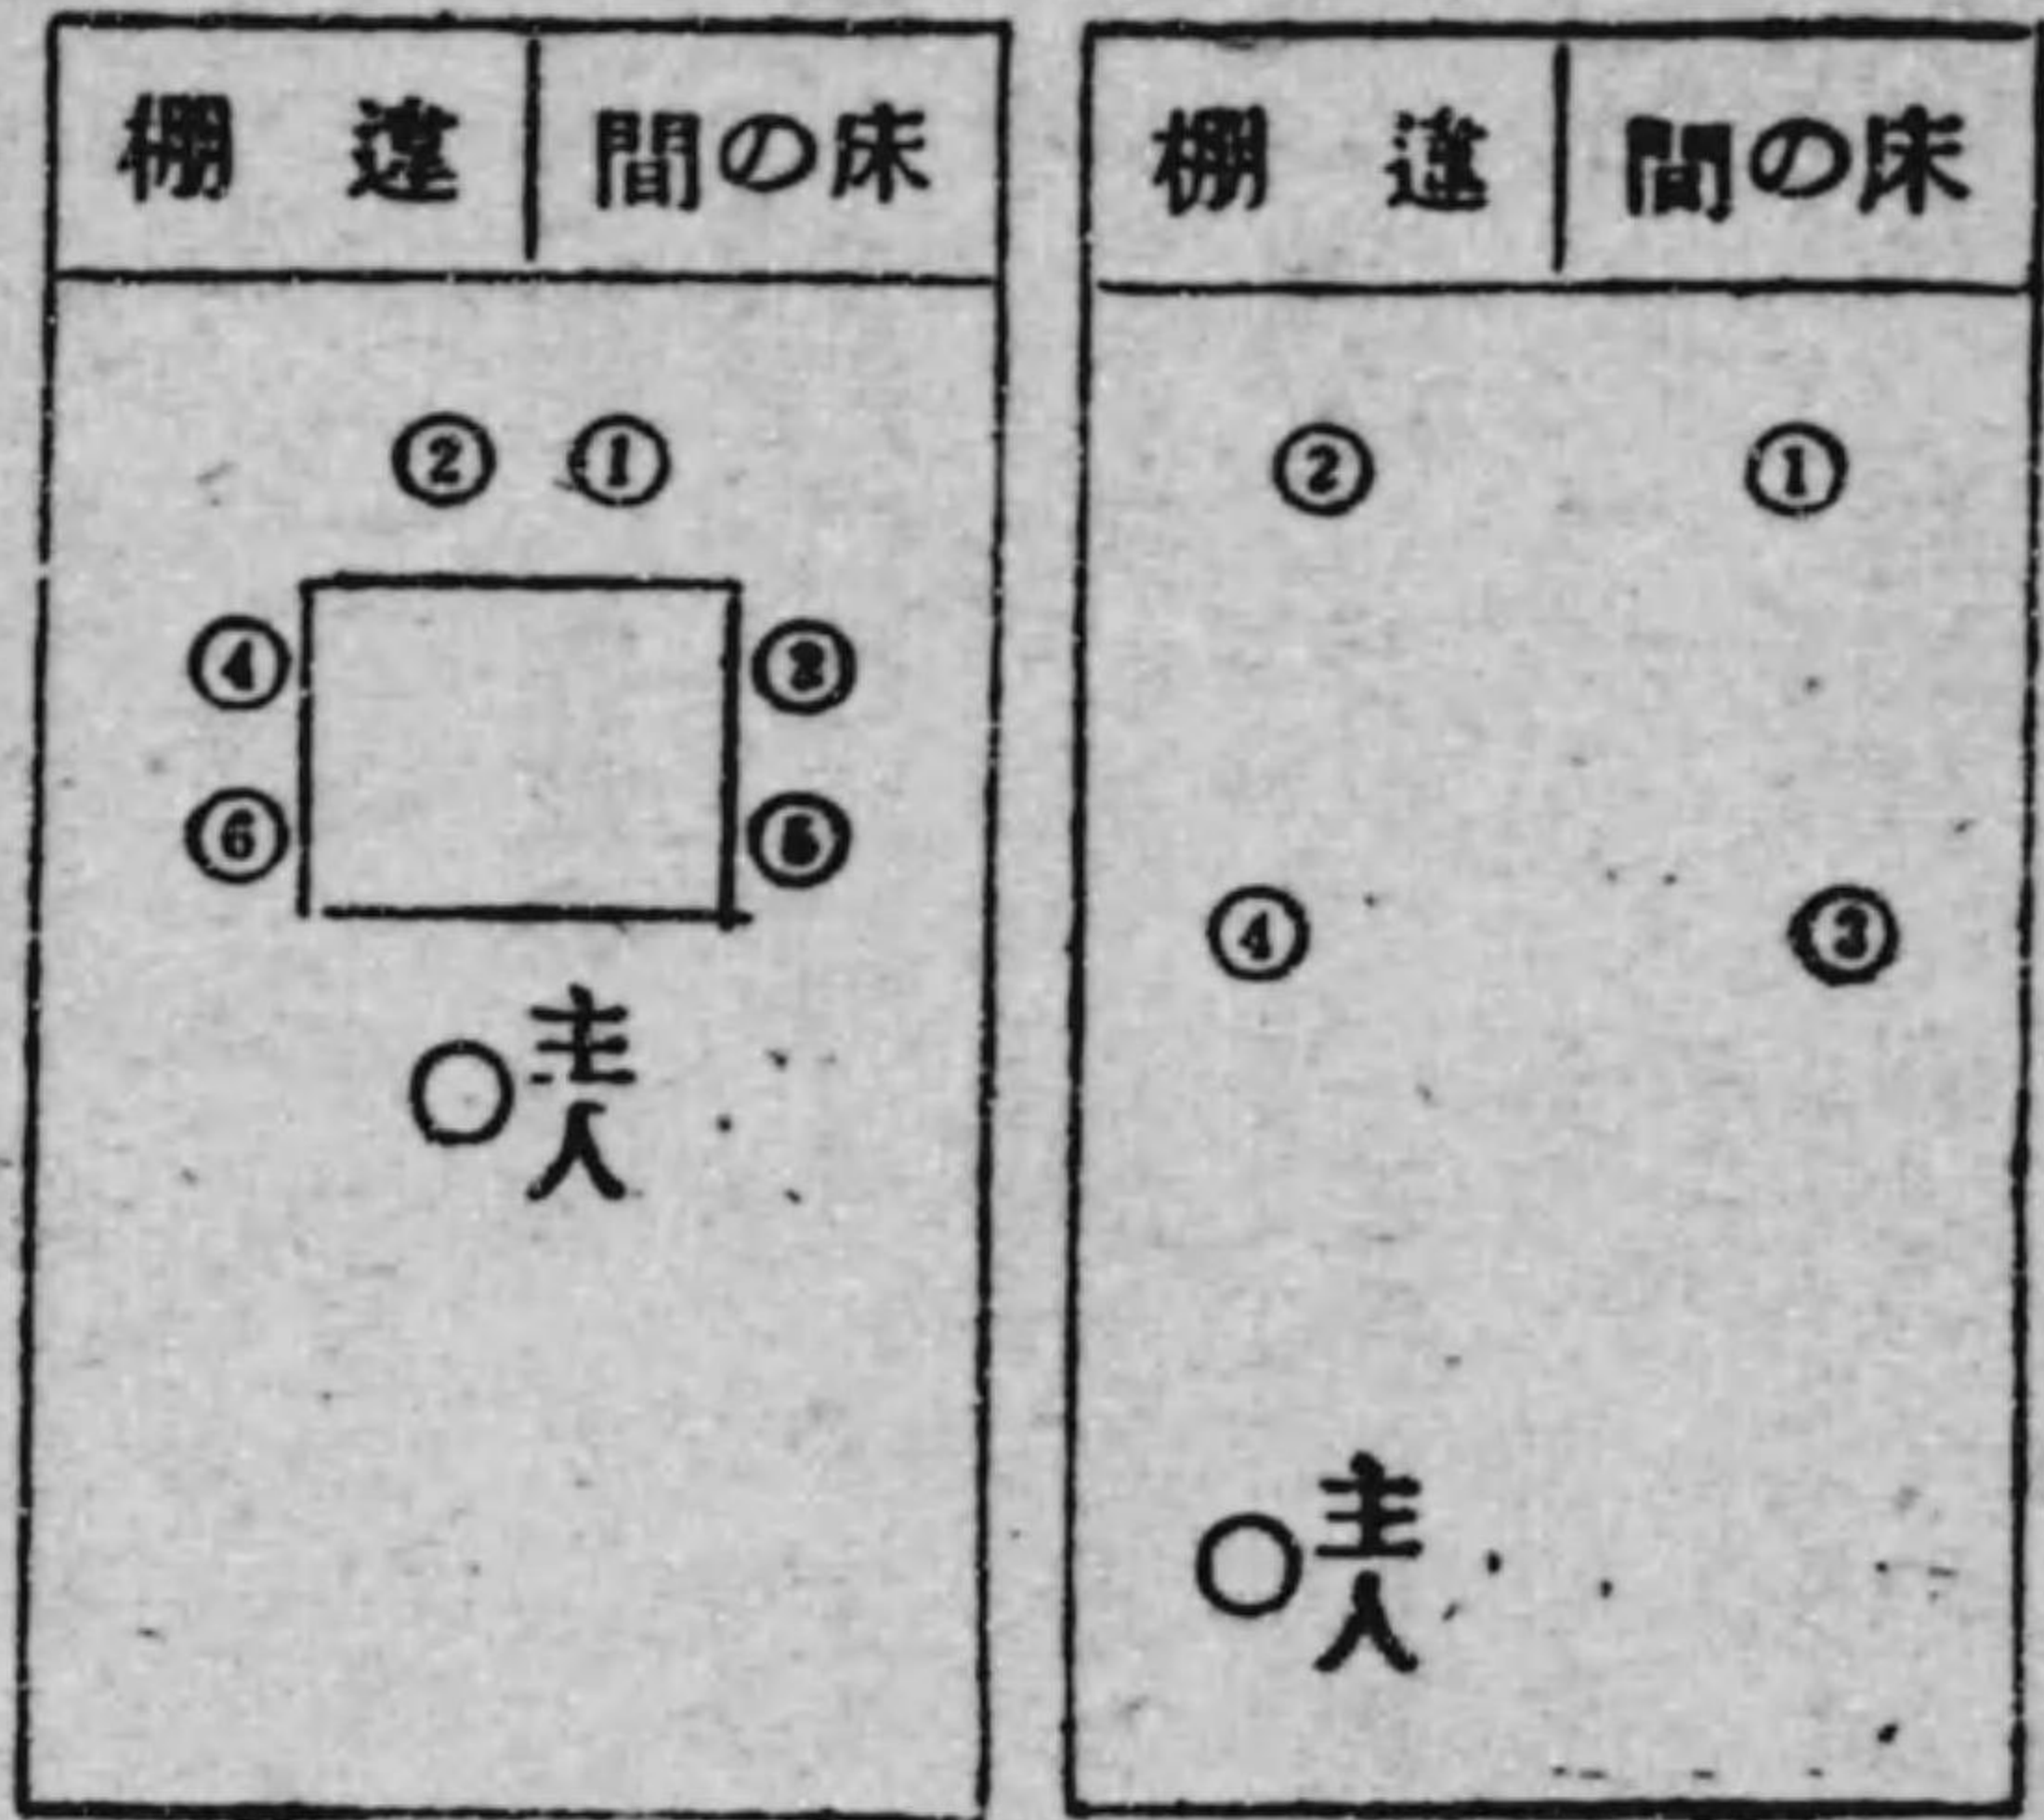 床の間
違棚
①
②
③
④
主人
床の間
違棚
①
②
③
④
⑤
⑥
主人